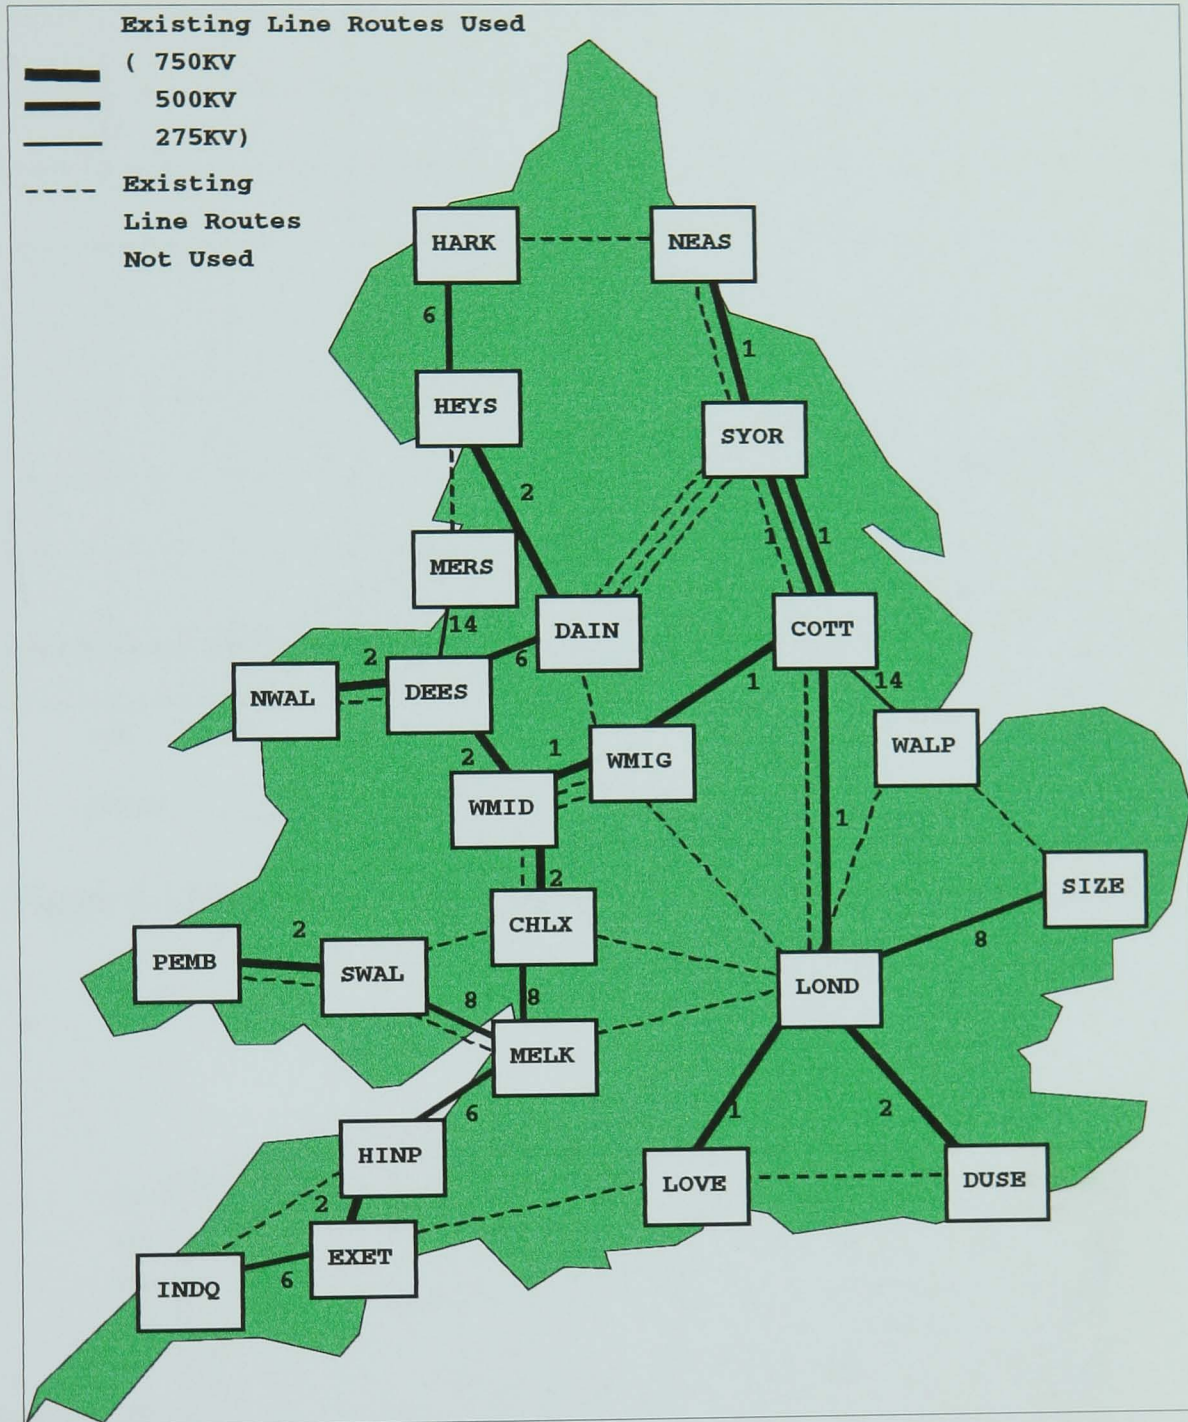 Existing Line Routes Used
( 750KV
500KV
275KV)
Existing
Line Routes
Not Used
HARK
NEAS
6
1
HEYS
SYOR
2
1
1
MERS
14
DAIN
COTT
2
6
1
14
NWAL
DEES
WALP
2
1
WMIG
WMID
1
2
SIZE
CHLX
2
8
PEMB
SWAL
LOND
8
8
MELK
6
1
2
HINP
LOVE
DUSE
2
EXET
INDQ
6